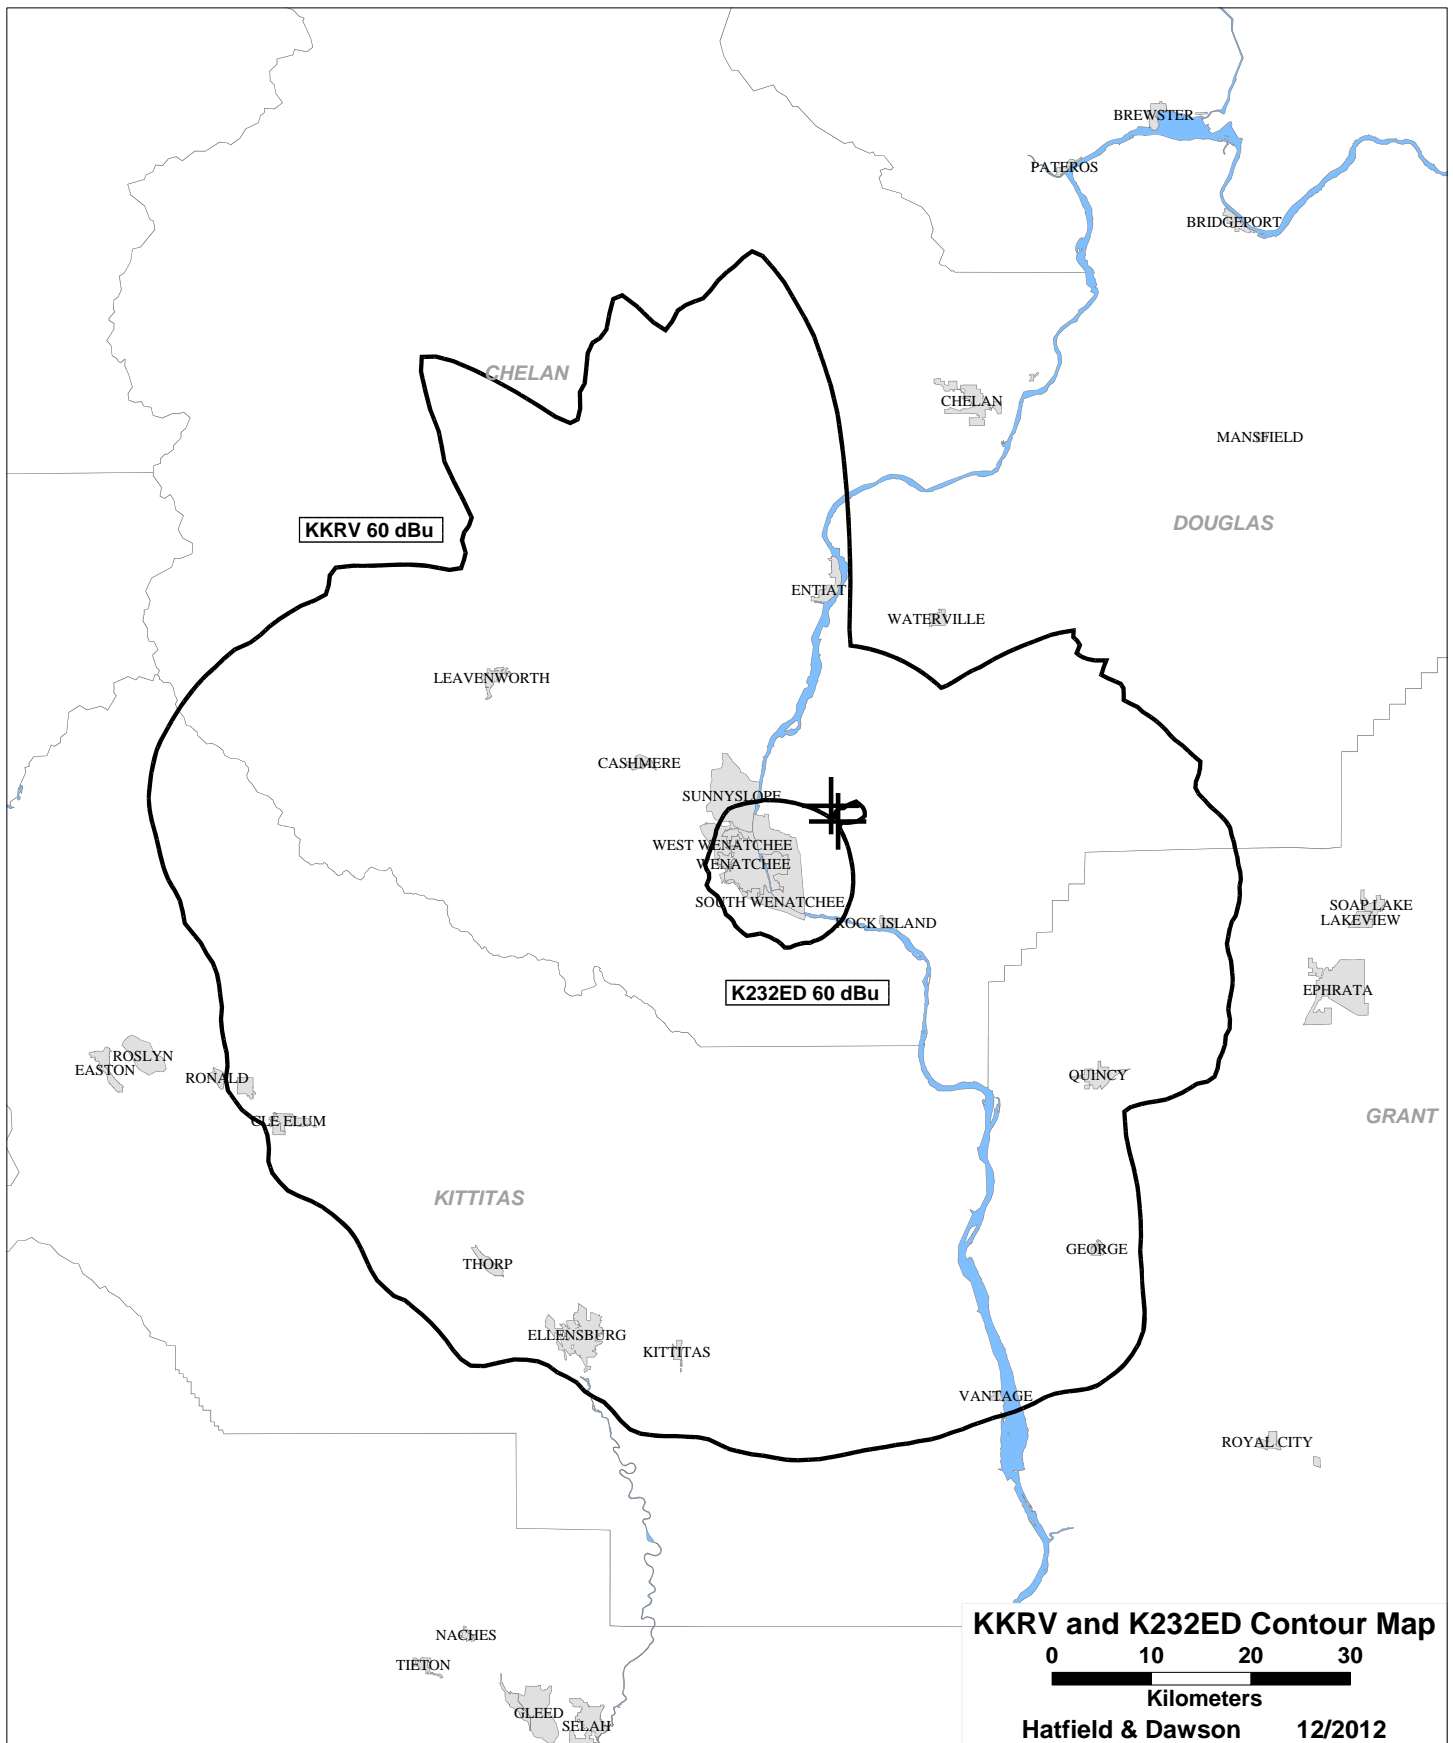 BREWSTER
PATEROS
BRIDGEPORT
CHELAN
CHELAN
MANSFIELD
DOUGLAS
KKRV 60 dBu
ENTIAT
WATERVILLE
LEAVENWORTH
CASHMERE
SUNNYSLOPE
WEST WENATCHEE
WENATCHEE
SOUTH WENATCHEE
ROCK ISLAND
SOAP LAKE
LAKEVIEW
EPHRATA
K232ED 60 dBu
ROSLYN
EASTON
RONALD
QUINCY
CLE ELUM
GRANT
KITTITAS
GEORGE
THORP
ELLENSBURG
KITTITAS
VANTAGE
ROYAL CITY
NACHES
TIETON
GLEED
SELAH
KKRV and K232ED Contour Map
0 10 20 30
Kilometers
Hatfield & Dawson 12/2012